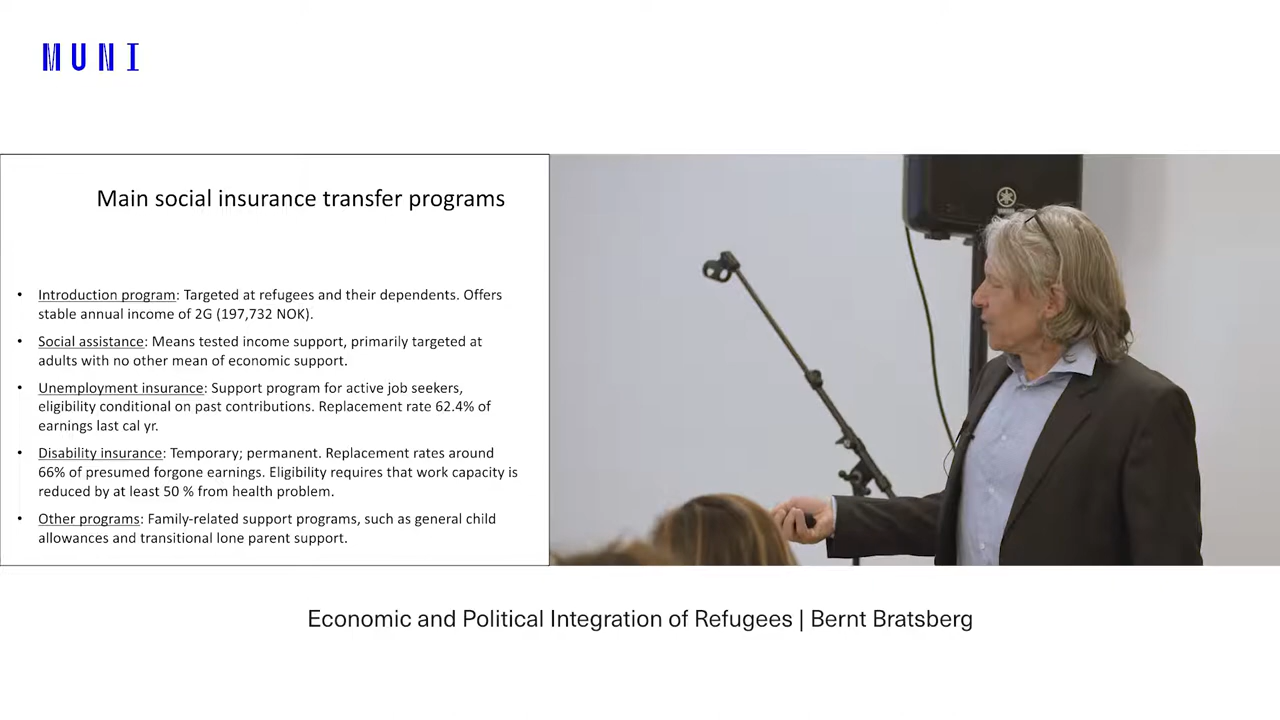 MUNI
Main social insurance transfer programs
• Introduction program: Targeted at refugees and their dependents. Offers
stable annual income of 2G (197,732 NOK).
• Social assistance: Means tested income support, primarily targeted at
adults with no other mean of economic support.
• Unemployment insurance: Support program for active job seekers,
eligibility conditional on past contributions. Replacement rate 62.4% of
earnings last cal yr.
• Disability insurance: Temporary; permanent. Replacement rates around
66% of presumed forgone earnings. Eligibility requires that work capacity is
reduced by at least 50 % from health problem.
• Other programs: Family-related support programs, such as general child
allowances and transitional lone parent support.
Economic and Political Integration of Refugees | Bernt Bratsberg